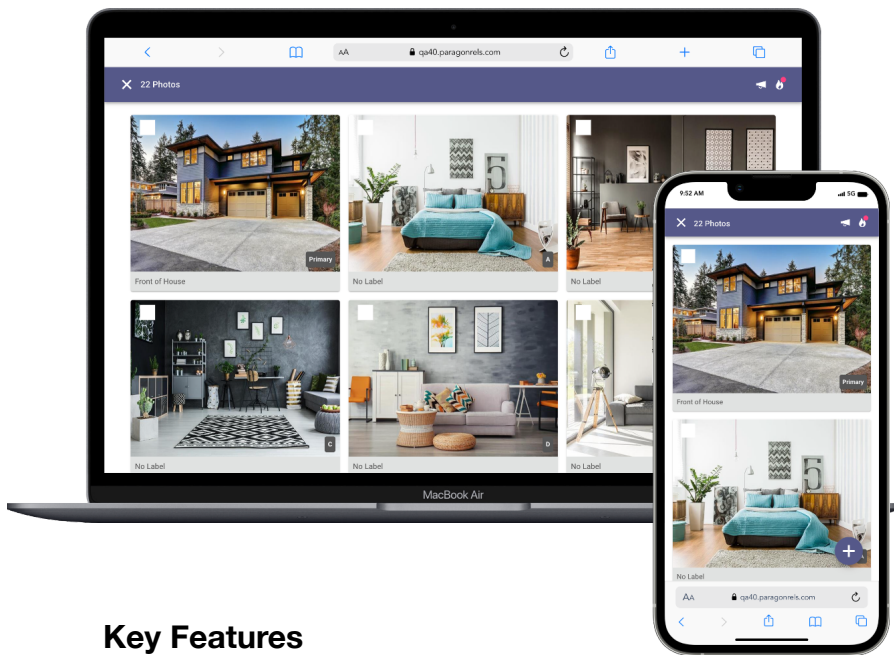 AA qa40.paragonrels.com
22 Photos
Primary
Front of House
A
No Label
No Label
C
No Label
D
No Label
No Label
MacBook Air
9:52 AM 5G
22 Photos
Primary
Front of House
No Label
AA qa40.paragonrels.com
Key Features